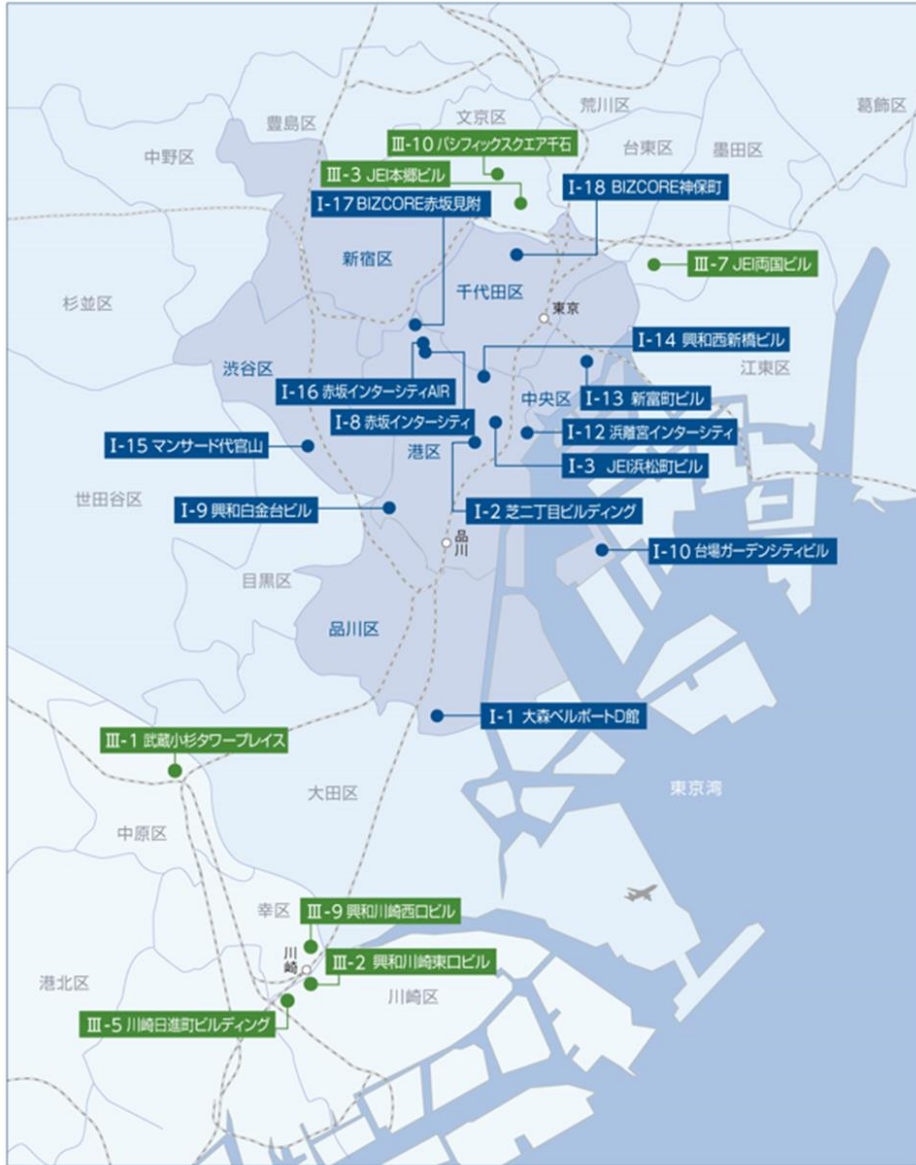 荒川区
葛飾区
文京区
豊島区
中野区
台東区
墨田区
III-10 パシフィックスクエア千石
III-3 JEI本郷ビル
I-18 BIZCORE神保町
I-17 BIZCORE赤坂見附
新宿区
III-7 JEI両国ビル
千代田区
杉並区
東京
I-14 興和西新橋ビル
渋谷区
江東区
I-16 赤坂インターシティAIR
中央区
I-13 新富町ビル
I-8 赤坂インターシティ
I-12 浜離宮インターシティ
I-15 マンサード代官山
港区
I-3 JEI浜松町ビル
世田谷区
I-9 興和白金台ビル
I-2 芝二丁目ビルディング
品川
I-10 台場ガーデンシティビル
目黒区
品川区
I-1 大森ベルポートD館
III-1 武蔵小杉タワープレイス
大田区
東京湾
中原区
幸区
III-9 興和川崎西口ビル
川崎
III-2 興和川崎東口ビル
港北区
川崎区
III-5 川崎日進町ビルディング